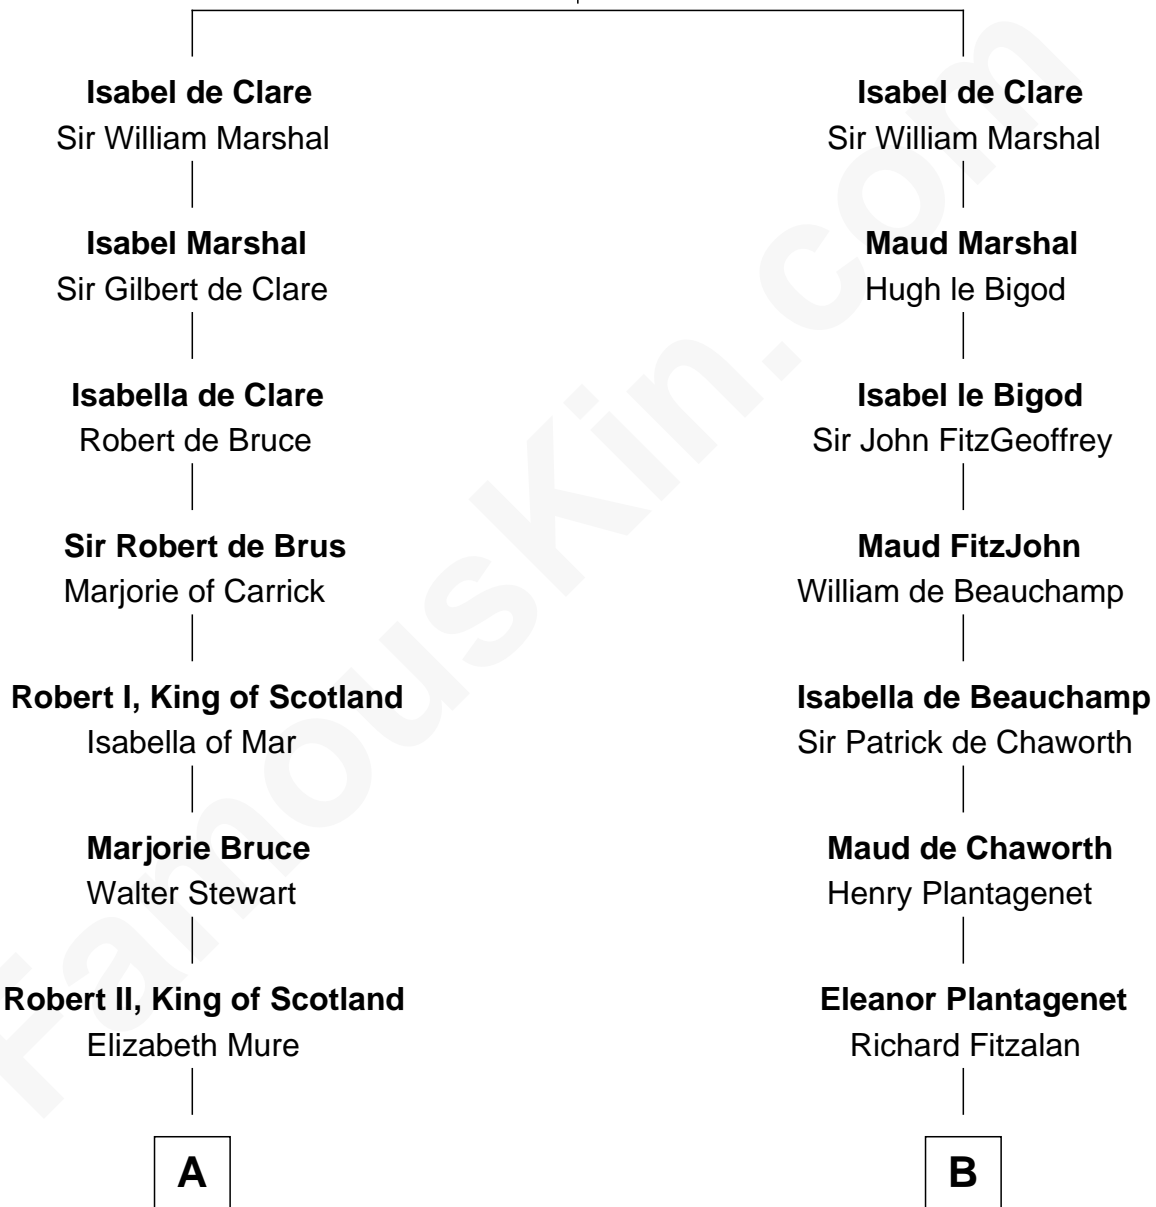 Isabel de Clare
Sir William Marshal
Isabel Marshal
Sir Gilbert de Clare
Isabella de Clare
Robert de Bruce
Sir Robert de Brus
Marjorie of Carrick
Robert I, King of Scotland
Isabella of Mar
Marjorie Bruce
Walter Stewart
Robert II, King of Scotland
Elizabeth Mure
A
Isabel de Clare
Sir William Marshal
Maud Marshal
Hugh le Bigod
Isabel le Bigod
Sir John FitzGeoffrey
Maud FitzJohn
William de Beauchamp
Isabella de Beauchamp
Sir Patrick de Chaworth
Maud de Chaworth
Henry Plantagenet
Eleanor Plantagenet
Richard Fitzalan
B
FamousKin.com